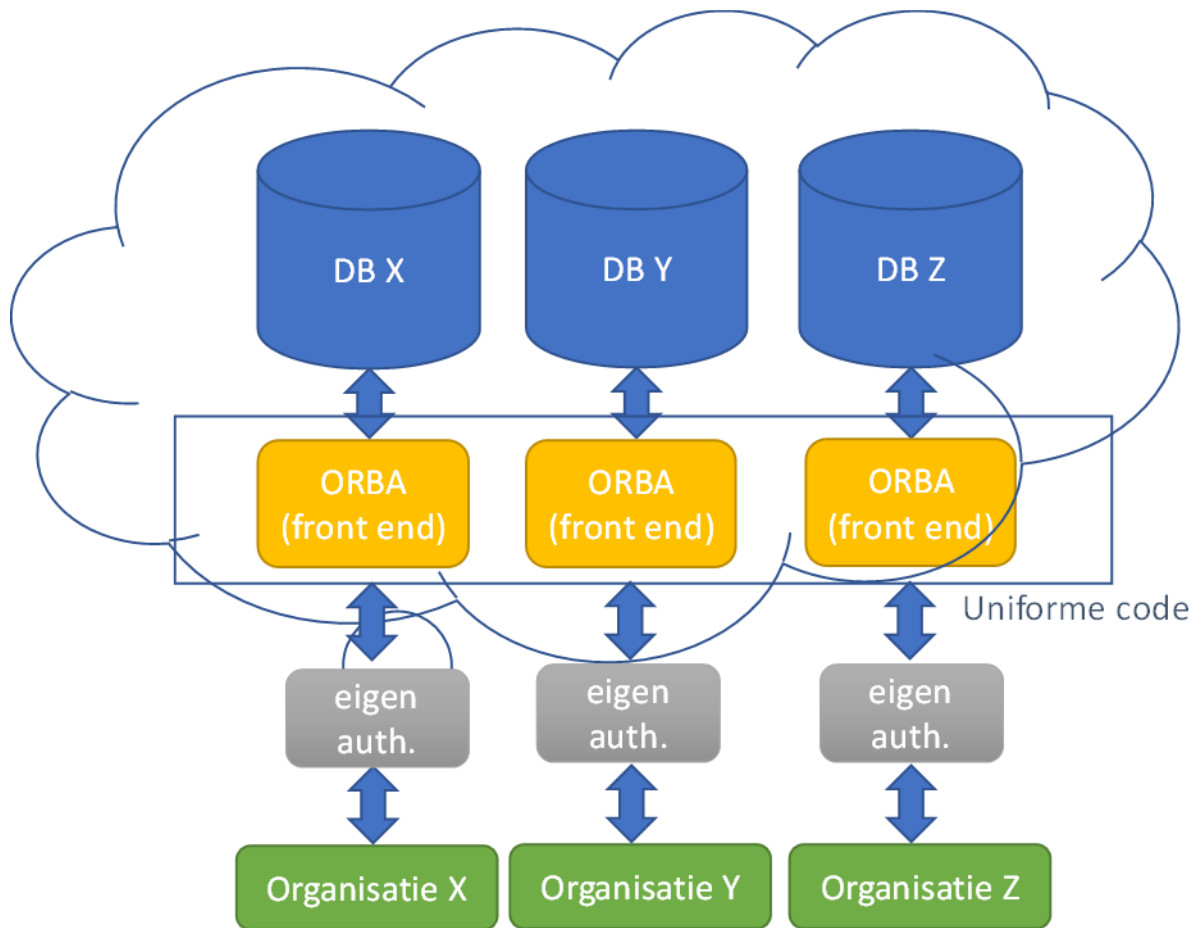 DB X
DB Y
DB Z
ORBA
(front end)
ORBA
(front end)
ORBA
(front end)
Uniforme code
eigen
auth.
eigen
auth.
eigen
auth.
Organisatie X
Organisatie Y
Organisatie Z